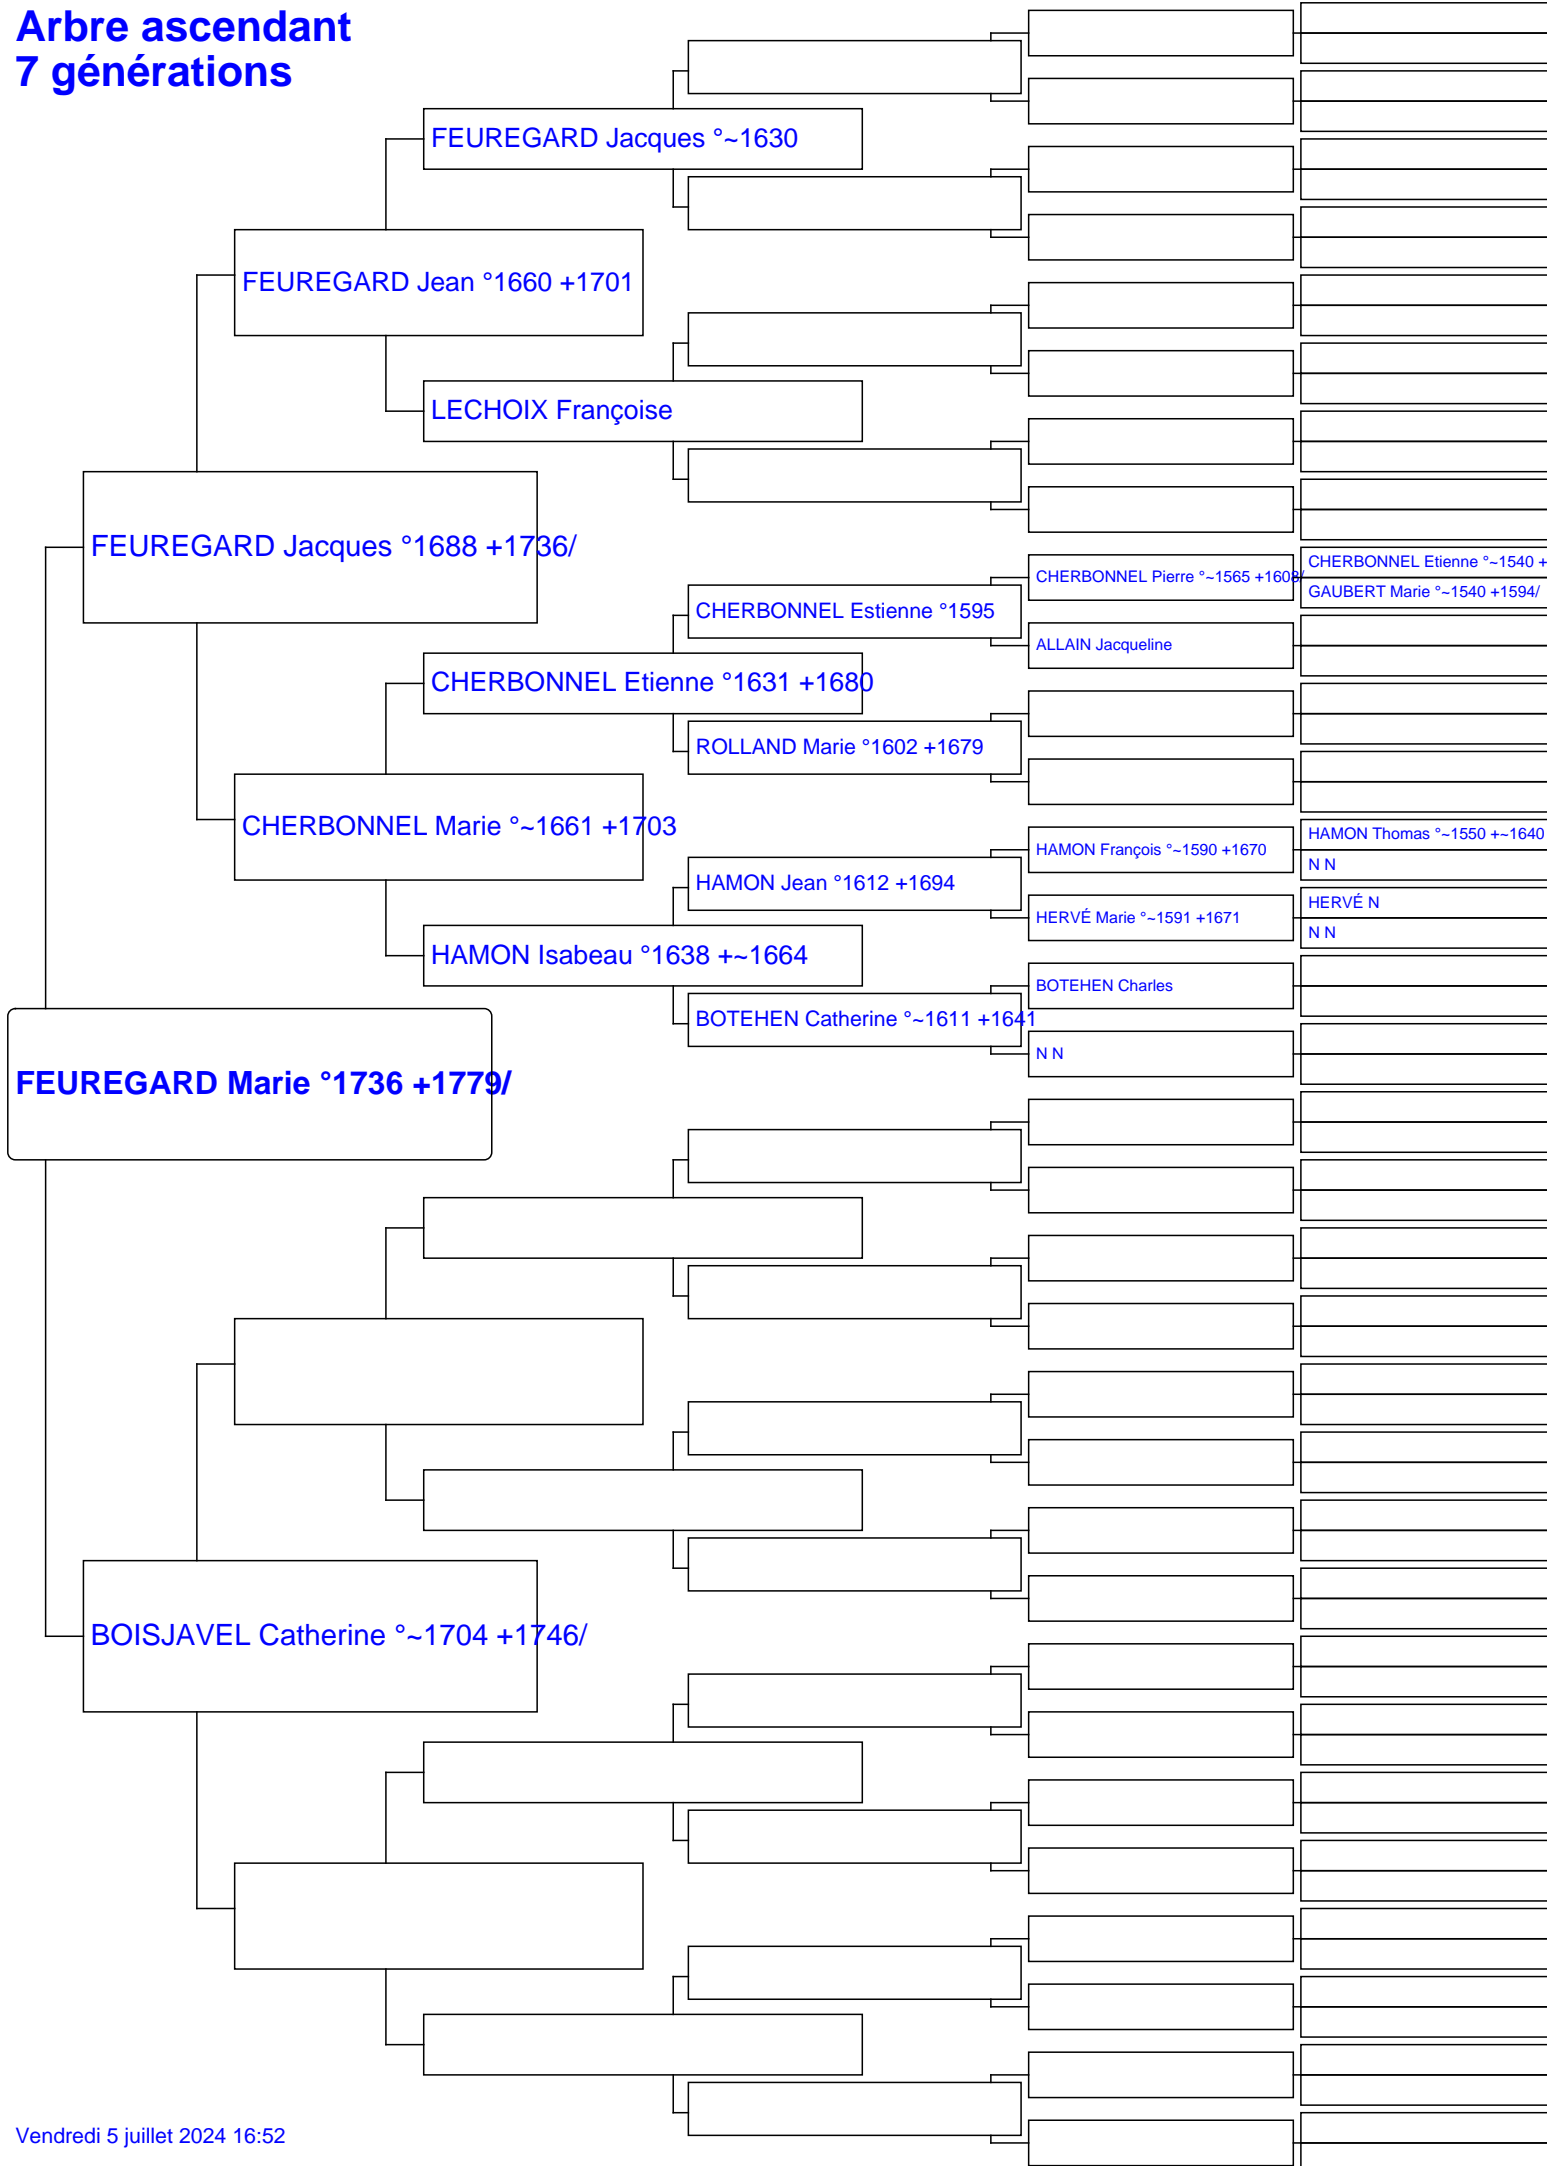 Arbre ascendant
7 générations
FEUREGARD Jacques °~1630
FEUREGARD Jean °1660 +1701
LECHOIX Françoise
FEUREGARD Jacques °1688 +1736/
CHERBONNEL Etienne °~1540 +
CHERBONNEL Pierre °~1565 +1608/
GAUBERT Marie °~1540 +1594/
CHERBONNEL Estienne °1595
ALLAIN Jacqueline
CHERBONNEL Etienne °1631 +1680
ROLLAND Marie °1602 +1679
CHERBONNEL Marie °~1661 +1703
HAMON Thomas °~1550 +~1640
HAMON François °~1590 +1670
N N
HAMON Jean °1612 +1694
HERVÉ N
HERVÉ Marie °~1591 +1671
N N
HAMON Isabeau °1638 +~1664
BOTEHEN Charles
BOTEHEN Catherine °~1611 +1641
N N
FEUREGARD Marie °1736 +1779/
BOISJAVEL Catherine °~1704 +1746/
Vendredi 5 juillet 2024 16:52